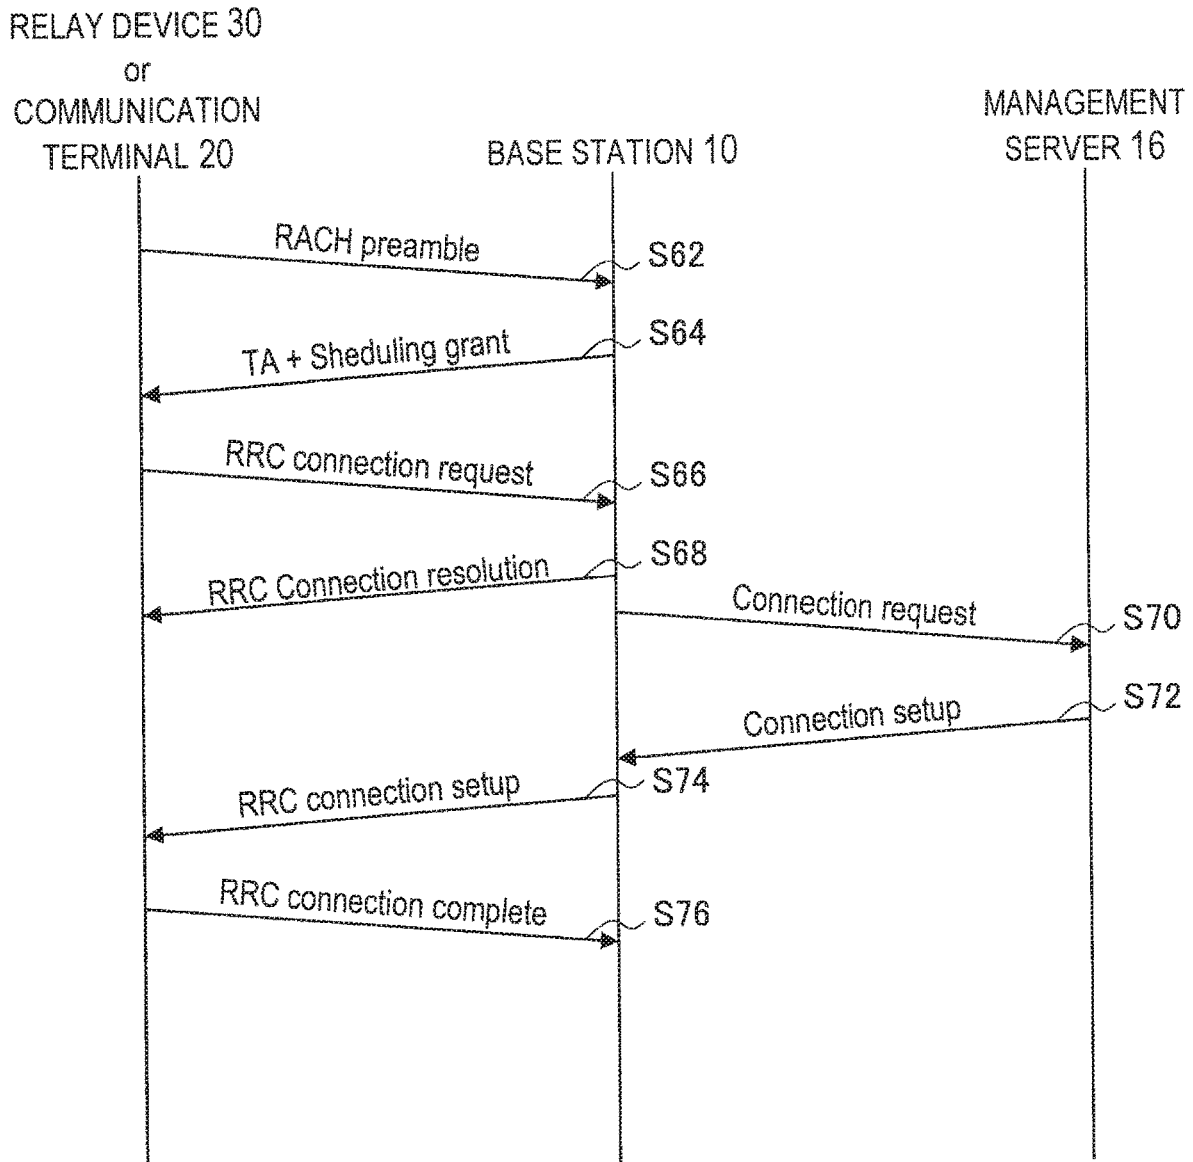 RELAY DEVICE 30
or
COMMUNICATION
TERMINAL 20
BASE STATION 10
MANAGEMENT
SERVER 16
RACH preamble
S62
TA + Sheduling grant
S64
RRC connection request
S66
RRC Connection resolution
S68
Connection request
S70
Connection setup
S72
RRC connection setup
S74
RRC connection complete
S76